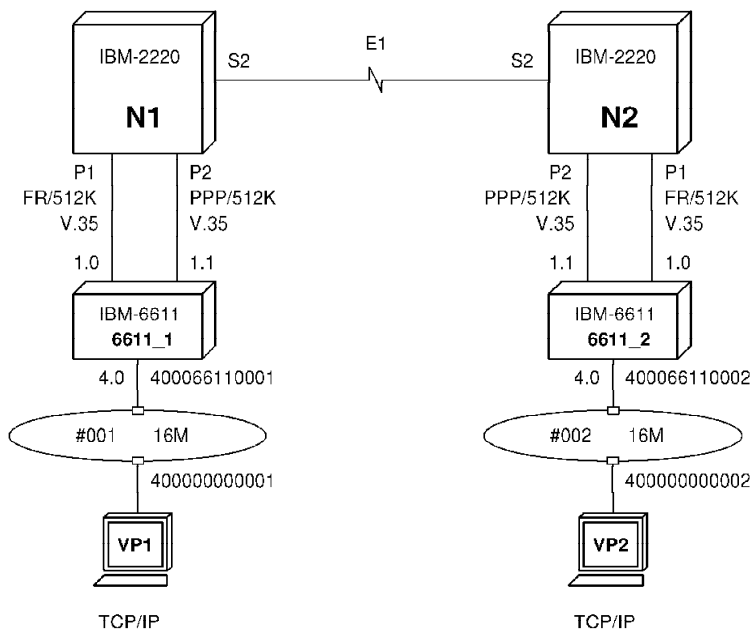 E1
IBM-2220
S2
S2
IBM-2220
N1
N2
P1
P2
P2
P1
FR/512K
PPP/512K
PPP/512K
FR/512K
V.35
V.35
V.35
V.35
1.0
1.1
1.1
1.0
IBM-6611
IBM-6611
6611_1
6611_2
4.0
400066110001
4.0
400066110002
#001
16M
#002
16M
400000000001
400000000002
VP1
VP2
TCP/IP
TCP/IP